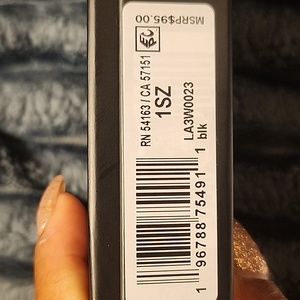 MSRP$95.00
RN 54163 / CA 57151
1SZ
LA3W0023
blk
1 96788 75491 1